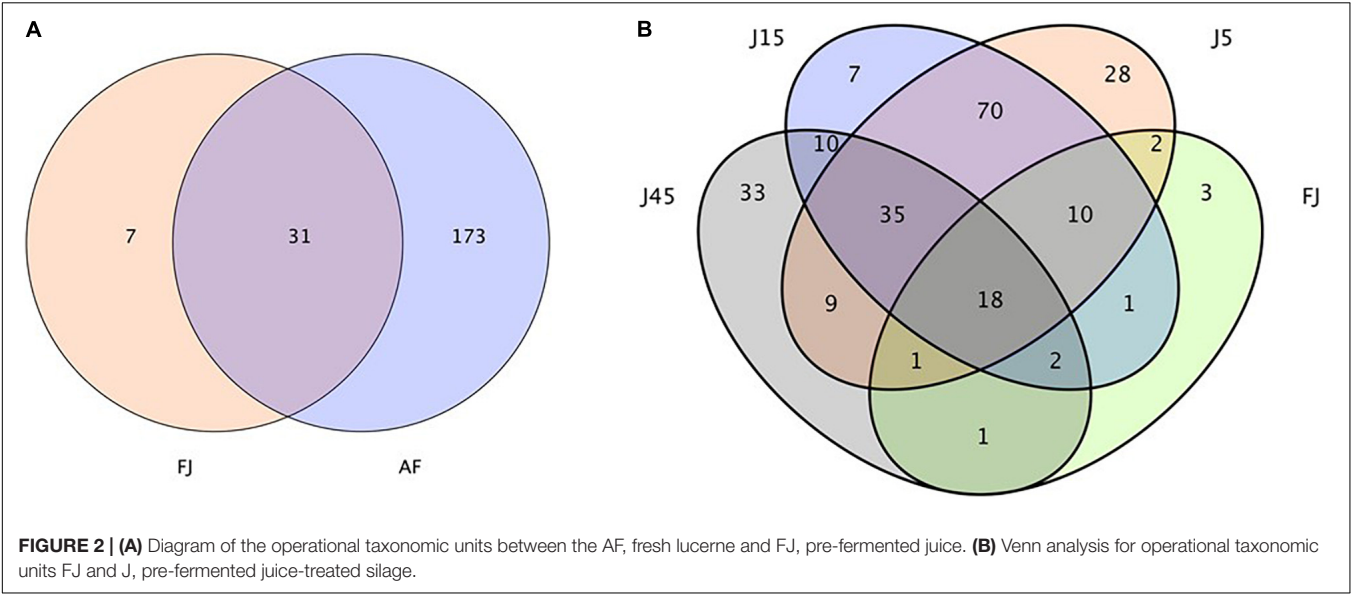 A
7
31
173
FJ
AF
B
J15
J5
7
28
70
10
2
J45
33
3
FJ
35
10
9
18
1
1
2
1
FIGURE 2 | (A) Diagram of the operational taxonomic units between the AF, fresh lucerne and FJ, pre-fermented juice. (B) Venn analysis for operational taxonomic
units FJ and J, pre-fermented juice-treated silage.